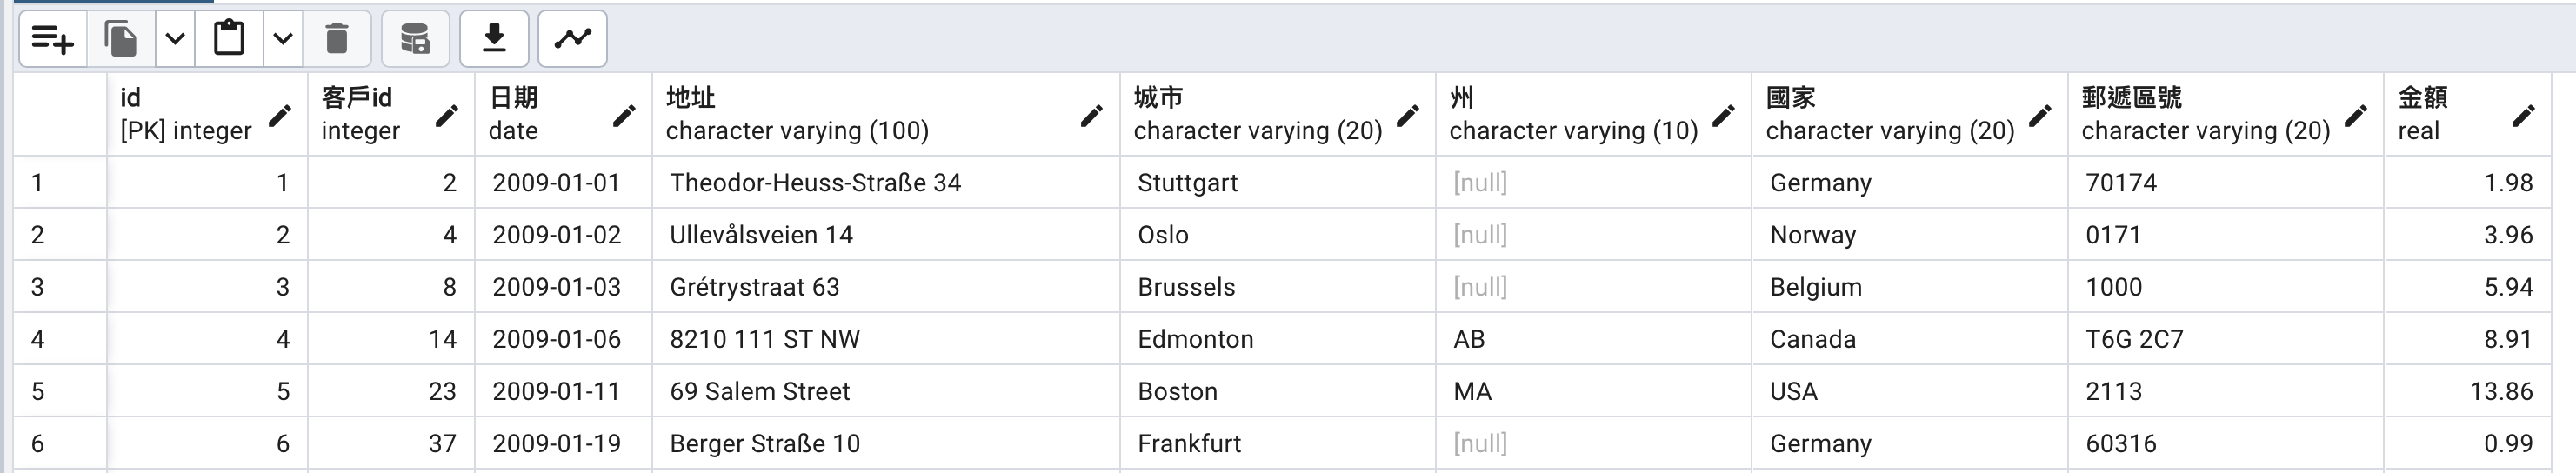 id 客戶id 日期 地址 城市 州 國家 郵遞區號 金額
[PK] integer integer date character varying (100) character varying (20) character varying (10) character varying (20) character varying (20) real
1 1 2 2009-01-01 Theodor-Heuss-Straße 34 Stuttgart [null] Germany 70174 1.98
2 2 4 2009-01-02 Ullevålsveien 14 Oslo [null] Norway 0171 3.96
3 3 8 2009-01-03 Grétrystraat 63 Brussels [null] Belgium 1000 5.94
4 4 14 2009-01-06 8210 111 ST NW Edmonton AB Canada T6G 2C7 8.91
5 5 23 2009-01-11 69 Salem Street Boston MA USA 2113 13.86
6 6 37 2009-01-19 Berger Straße 10 Frankfurt [null] Germany 60316 0.99